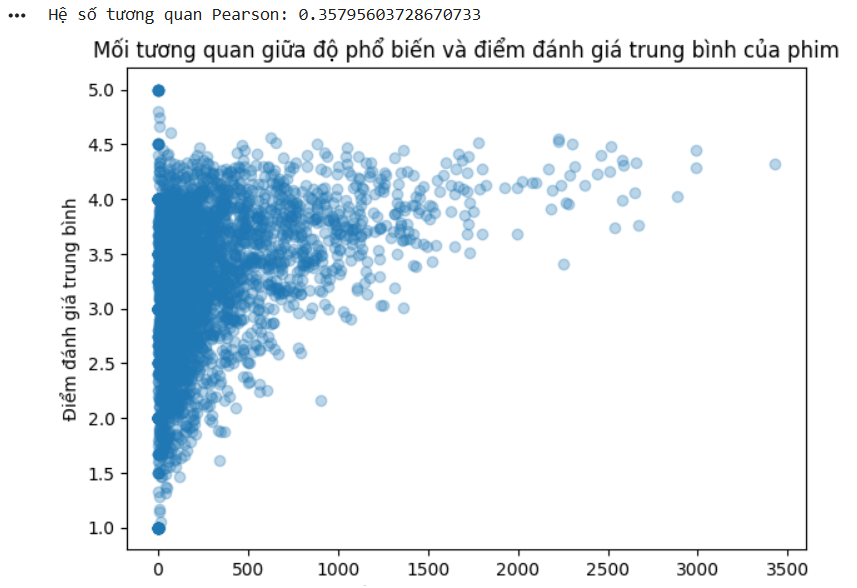 ••• Hệ số tương quan Pearson: 0.35795603728670733
Mối tương quan giữa độ phổ biến và điểm đánh giá trung bình của phim
5.0
4.5
4.0
3.5
3.0
2.5
2.0
1.5
1.0
Điểm đánh giá trung bình
0 500 1000 1500 2000 2500 3000 3500